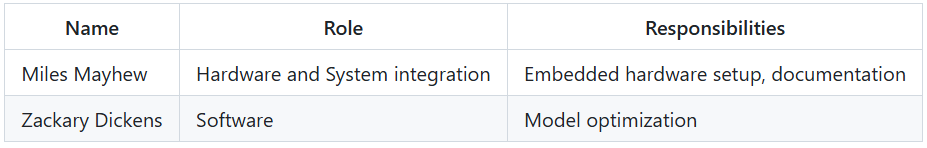 Name Role Responsibilities
Miles Mayhew Hardware and System integration Embedded hardware setup, documentation
Zackary Dickens Software Model optimization